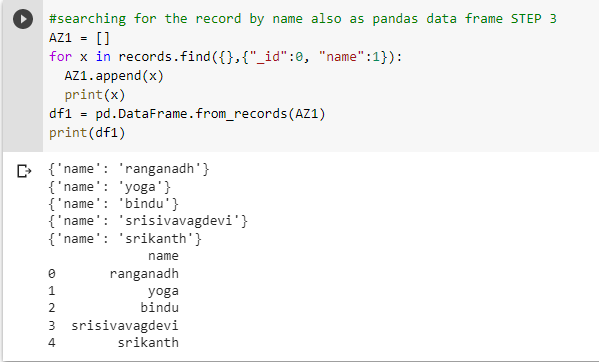 #searching for the record by name also as pandas data frame STEP 3
AZ1 = []
for x in records.find({},{"_id":0, "name":1}):
  AZ1.append(x)
  print(x)
df1 = pd.DataFrame.from_records(AZ1)
print(df1)
{'name': 'ranganadh'}
{'name': 'yoga'}
{'name': 'bindu'}
{'name': 'srisivavagdevi'}
{'name': 'srikanth'}
             name
0       ranganadh
1            yoga
2           bindu
3  srisivavagdevi
4        srikanth